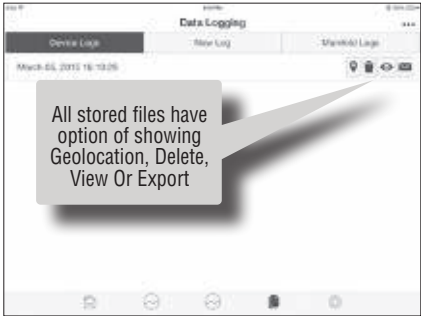 Data Logging
Device Logs
New Log
Manifold Logs
March 05, 2015 16:10:26
All stored files have
option of showing
Geolocation, Delete,
View Or Export